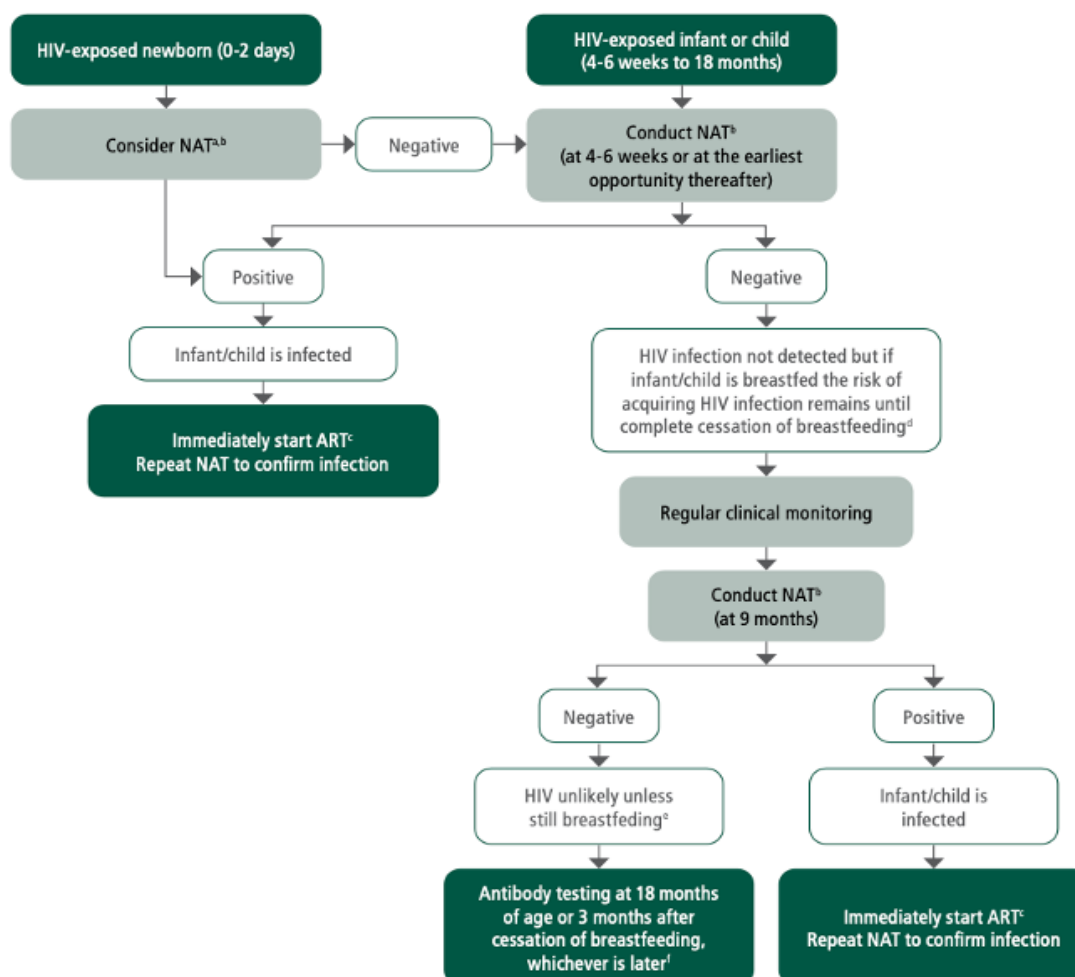 HIV-exposed newborn (0-2 days)
HIV-exposed infant or child
(4-6 weeks to 18 months)
Consider NATᵃ,ᵇ
Negative
Conduct NATᵇ
(at 4-6 weeks or at the earliest
opportunity thereafter)
Positive
Negative
Infant/child is infected
HIV infection not detected but if
infant/child is breastfed the risk of
acquiring HIV infection remains until
complete cessation of breastfeedingᵈ
Immediately start ARTᶜ
Repeat NAT to confirm infection
Regular clinical monitoring
Conduct NATᵇ
(at 9 months)
Negative
Positive
HIV unlikely unless
still breastfedingᵉ
Infant/child is
infected
Antibody testing at 18 months
of age or 3 months after
cessation of breastfeeding,
whichever is laterᶠ
Immediately start ARTᶜ
Repeat NAT to confirm infection